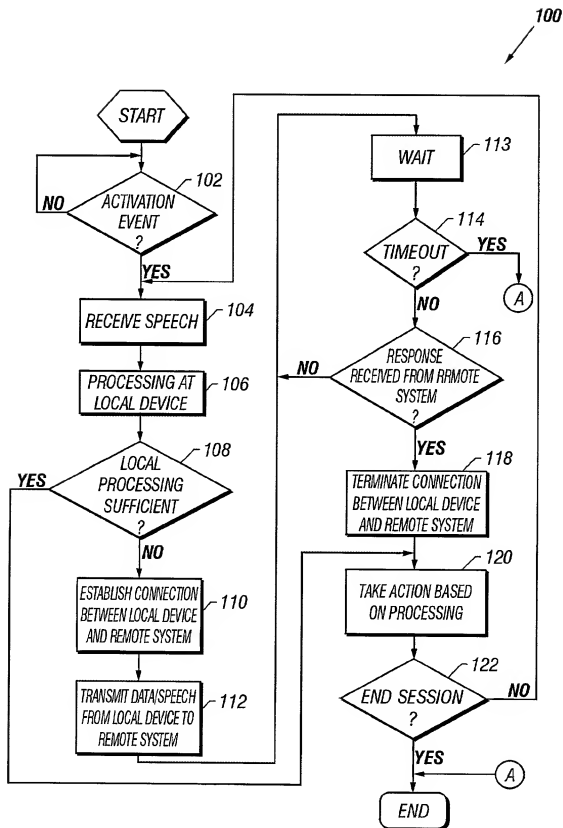 100
START
102
ACTIVATION
EVENT
?
NO
YES
104
RECEIVE SPEECH
106
PROCESSING AT
LOCAL DEVICE
108
LOCAL
PROCESSING
SUFFICIENT
?
YES
NO
110
ESTABLISH CONNECTION
BETWEEN LOCAL DEVICE
AND REMOTE SYSTEM
112
TRANSMIT DATA/SPEECH
FROM LOCAL DEVICE TO
REMOTE SYSTEM
113
WAIT
114
TIMEOUT
?
YES
A
NO
116
RESPONSE
RECEIVED FROM RRMOTE
SYSTEM
?
NO
YES
118
TERMINATE CONNECTION
BETWEEN LOCAL DEVICE
AND REMOTE SYSTEM
120
TAKE ACTION BASED
ON PROCESSING
122
END SESSION
?
NO
YES
A
END